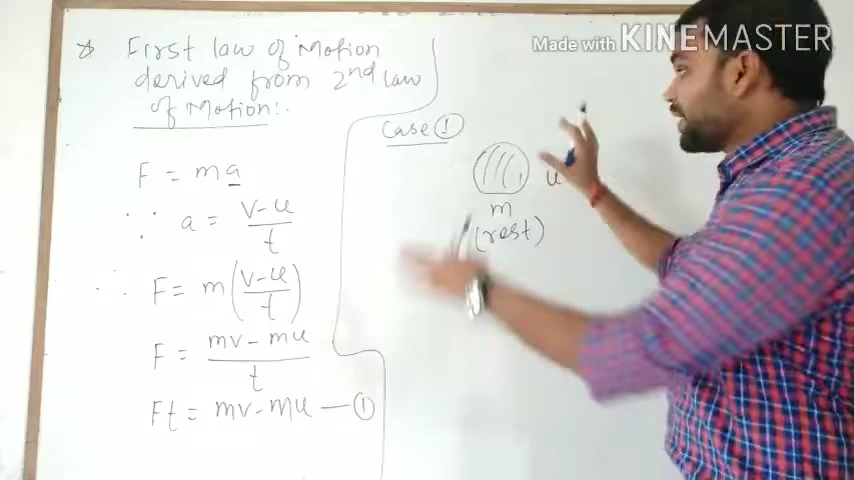 Made with KINEMASTER
☆ First law of Motion
derived from 2nd law
of Motion:.
F = ma
∵ a = v-u/t
∴ F = m(v-u/t)
F = mv - mu/t
Ft = mv-mu — ①
Case ①
u
m
(rest)